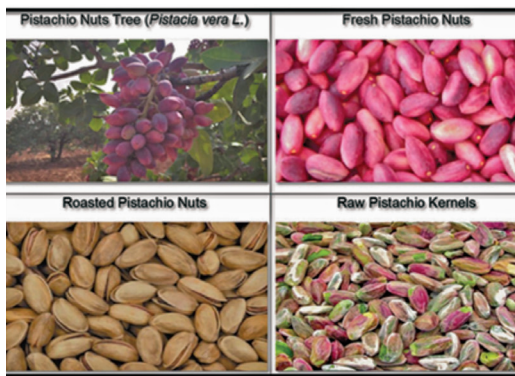 Pistachio Nuts Tree (Pistacia vera L.)
Fresh Pistachio Nuts
Roasted Pistachio Nuts
Raw Pistachio Kernels